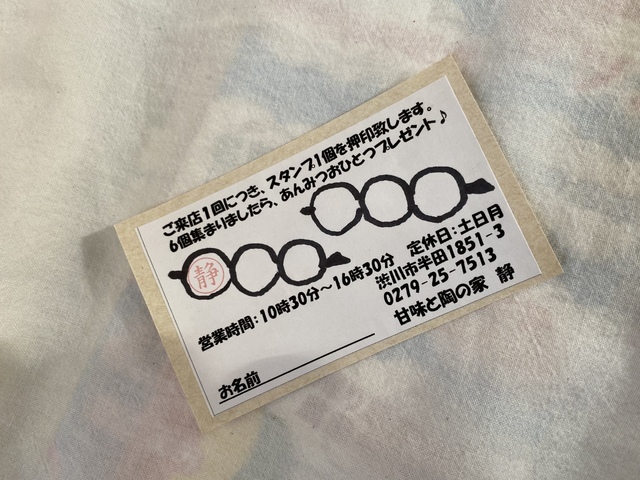 ご来店1回につき、スタンプ1個を押印致します。
6個集まりましたら、あんみつおひとつプレゼント♪
静
営業時間：10時30分～16時30分　定休日：土日月
渋川市半田1851-3
0279-25-7513
甘味と陶の家　静
お名前